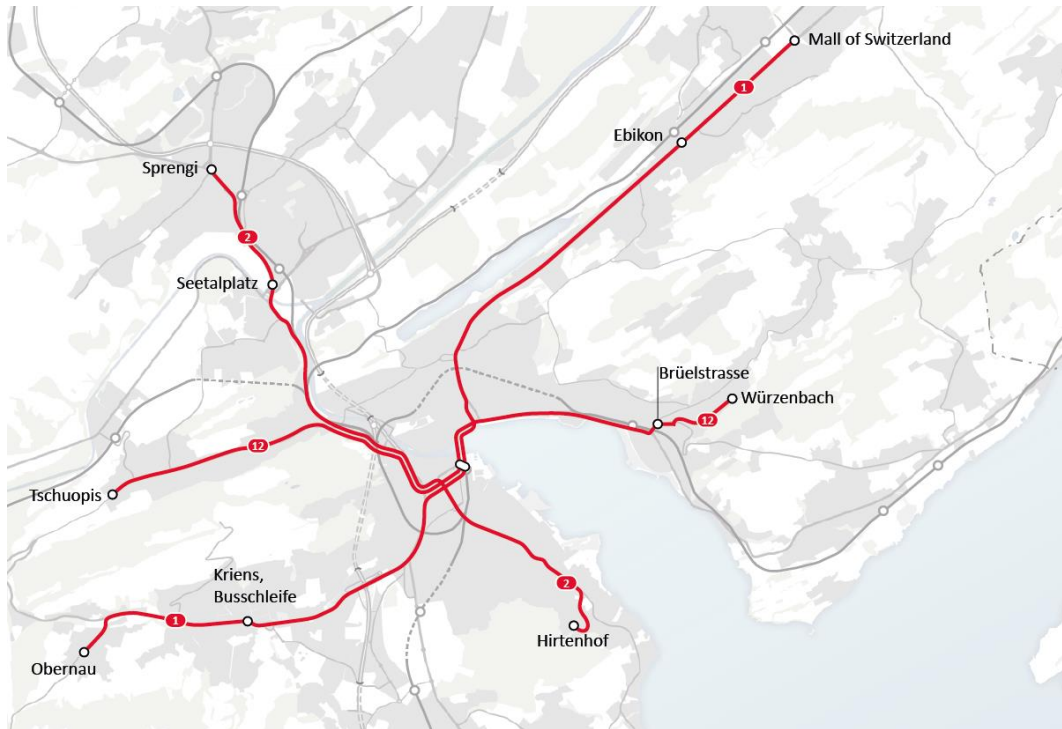 Mall of Switzerland
1
Ebikon
Sprengi
2
Seetalplatz
Brüelstrasse
Würzenbach
12
12
Tschuopis
Kriens,
Busschleife
2
1
Hirtenhof
Obernau